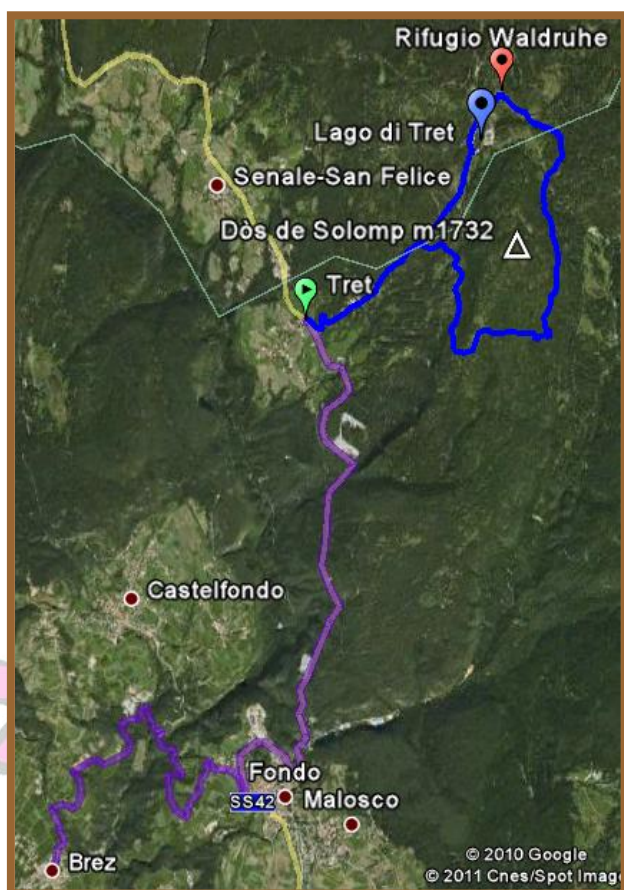 Rifugio Waldruhe
Lago di Tret
Senale-San Felice
Dòs de Solomp m1732
Tret
Castelfondo
Fondo
SS42
Malosco
Brez
© 2010 Google
© 2011 Cnes/Spot Image